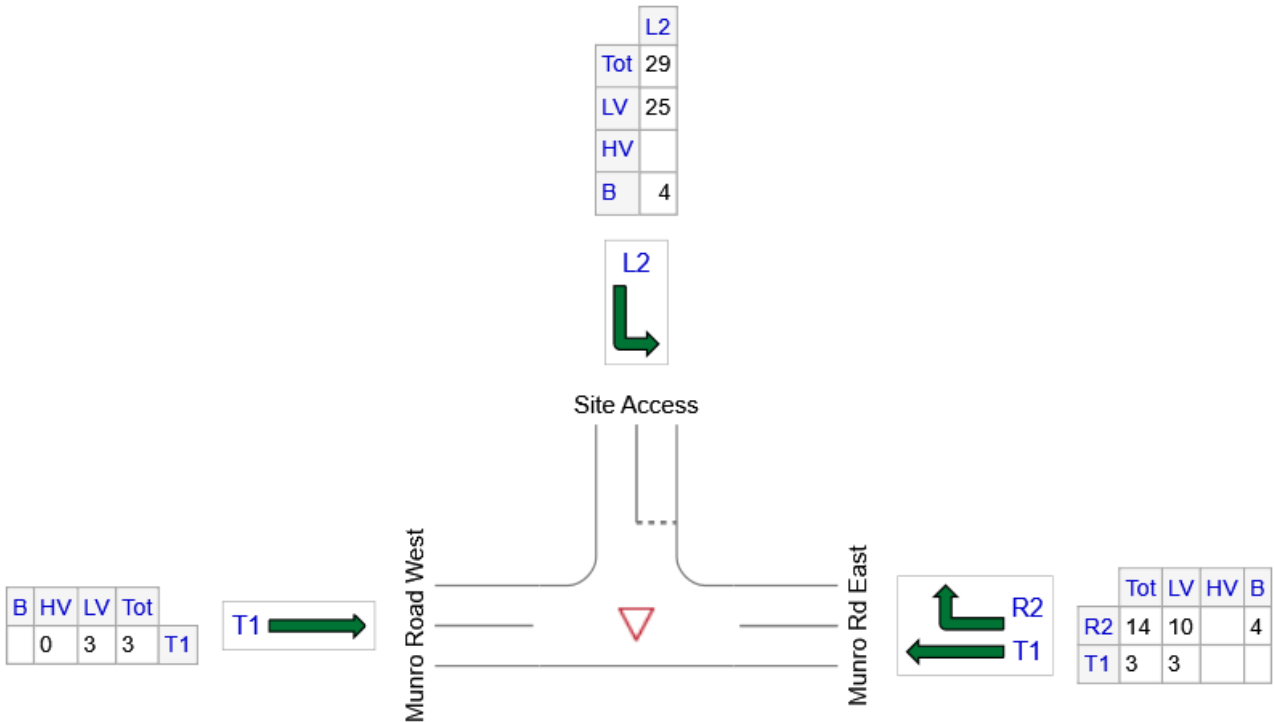 L2
Tot 29
LV 25
HV
B 4
L2
Site Access
Munro Road West
B HV LV Tot
0 3 3 T1
T1
Munro Rd East
R2
T1
Tot LV HV B
R2 14 10 4
T1 3 3